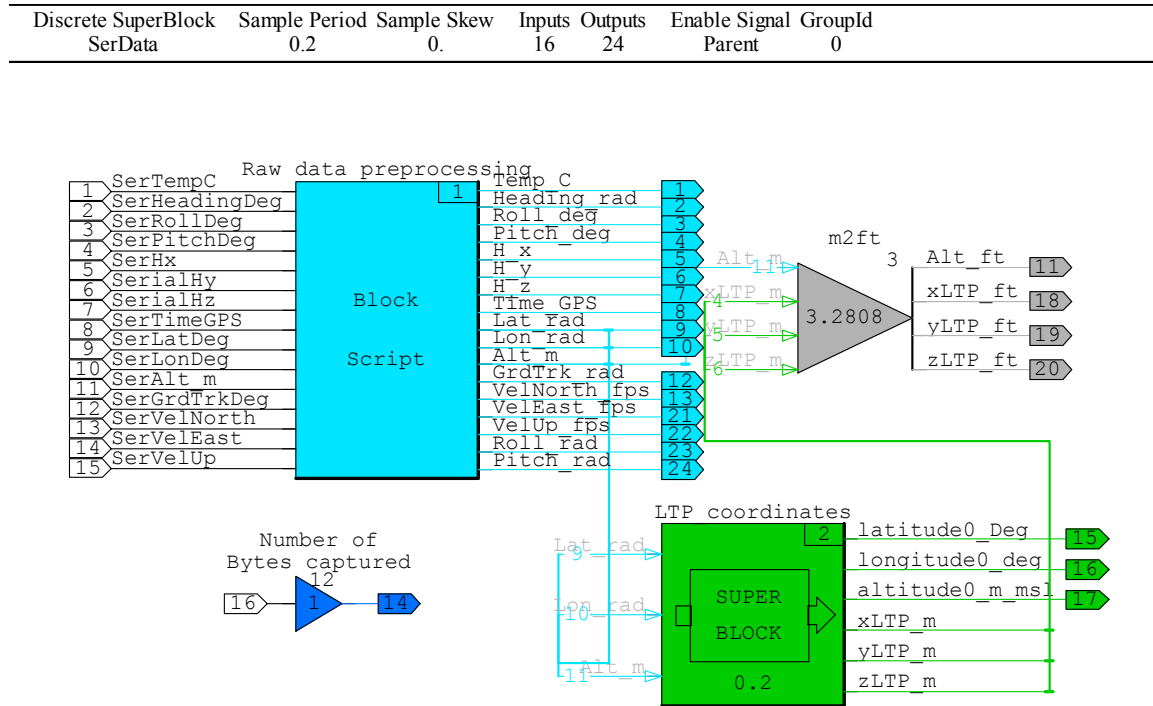 Discrete SuperBlock Sample Period Sample Skew Inputs Outputs Enable Signal GroupId
SerData 0.2 0. 16 24 Parent 0
Raw data preprocessing
1 SerTempC
2 SerHeadingDeg
3 SerRollDeg
4 SerPitchDeg
5 SerHx
6 SerialHy
7 SerialHz
8 SerTimeGPS
9 SerLatDeg
10 SerLonDeg
11 SerAlt_m
12 SerGrdTrkDeg
13 SerVelNorth
14 SerVelEast
15 SerVelUp
1
Block
Script
Temp_C 1
Heading_rad 2
Roll_deg 3
Pitch_deg 4
H_x 5
H_y 6
H_z 7
Time_GPS 8
Lat_rad 9
Lon_rad 10
Alt_m
GrdTrk_rad 12
VelNorth_fps 13
VelEast_fps 21
VelUp_fps 22
Roll_rad 23
Pitch_rad 24
m2ft
3
Alt_m 11
xLTP_m 4
yLTP_m 5
zLTP_m 6
3.2808
Alt_ft 11
xLTP_ft 18
yLTP_ft 19
zLTP_ft 20
Number of
Bytes captured
12
16 1 14
LTP coordinates
2
Lat_rad 9
Lon_rad 10
Alt_m 11
SUPER
BLOCK
0.2
latitude0_Deg 15
longitude0_deg 16
altitude0_m_msl 17
xLTP_m
yLTP_m
zLTP_m